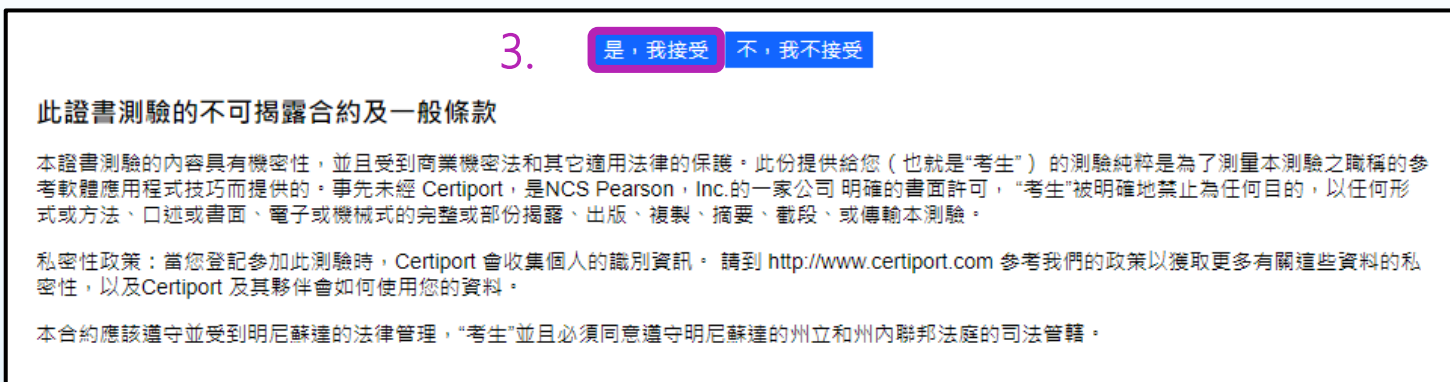 3.
是，我接受 不，我不接受
此證書測驗的不可揭露合約及一般條款
本證書測驗的內容具有機密性，並且受到商業機密法和其它適用法律的保護。此份提供給您（也就是“考生”） 的測驗純粹是為了測量本測驗之職稱的參
考軟體應用程式技巧而提供的。事先未經 Certiport，是NCS Pearson，Inc.的一家公司 明確的書面許可， “考生”被明確地禁止為任何目的，以任何形
式或方法、口述或書面、電子或機械式的完整或部份揭露、出版、複製、摘要、截段、或傳輸本測驗。
私密性政策：當您登記參加此測驗時，Certiport 會收集個人的識別資訊。 請到 http://www.certiport.com 參考我們的政策以獲取更多有關這些資料的私
密性，以及Certiport 及其夥伴會如何使用您的資料。
本合約應該遵守並受到明尼蘇達的法律管理，“考生”並且必須同意遵守明尼蘇達的州立和州內聯邦法庭的司法管轄。